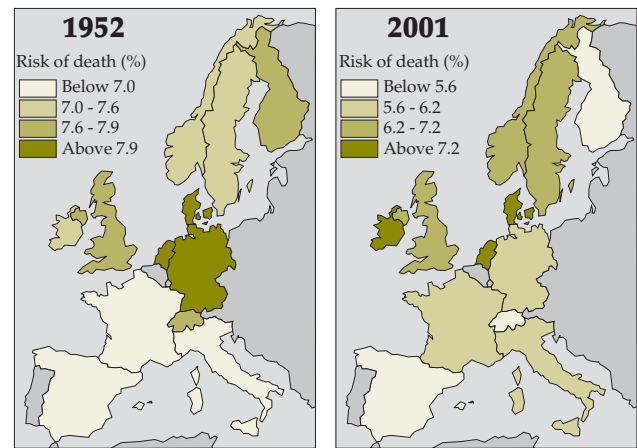 1952
Risk of death (%)
Below 7.0
7.0 - 7.6
7.6 - 7.9
Above 7.9
2001
Risk of death (%)
Below 5.6
5.6 - 6.2
6.2 - 7.2
Above 7.2